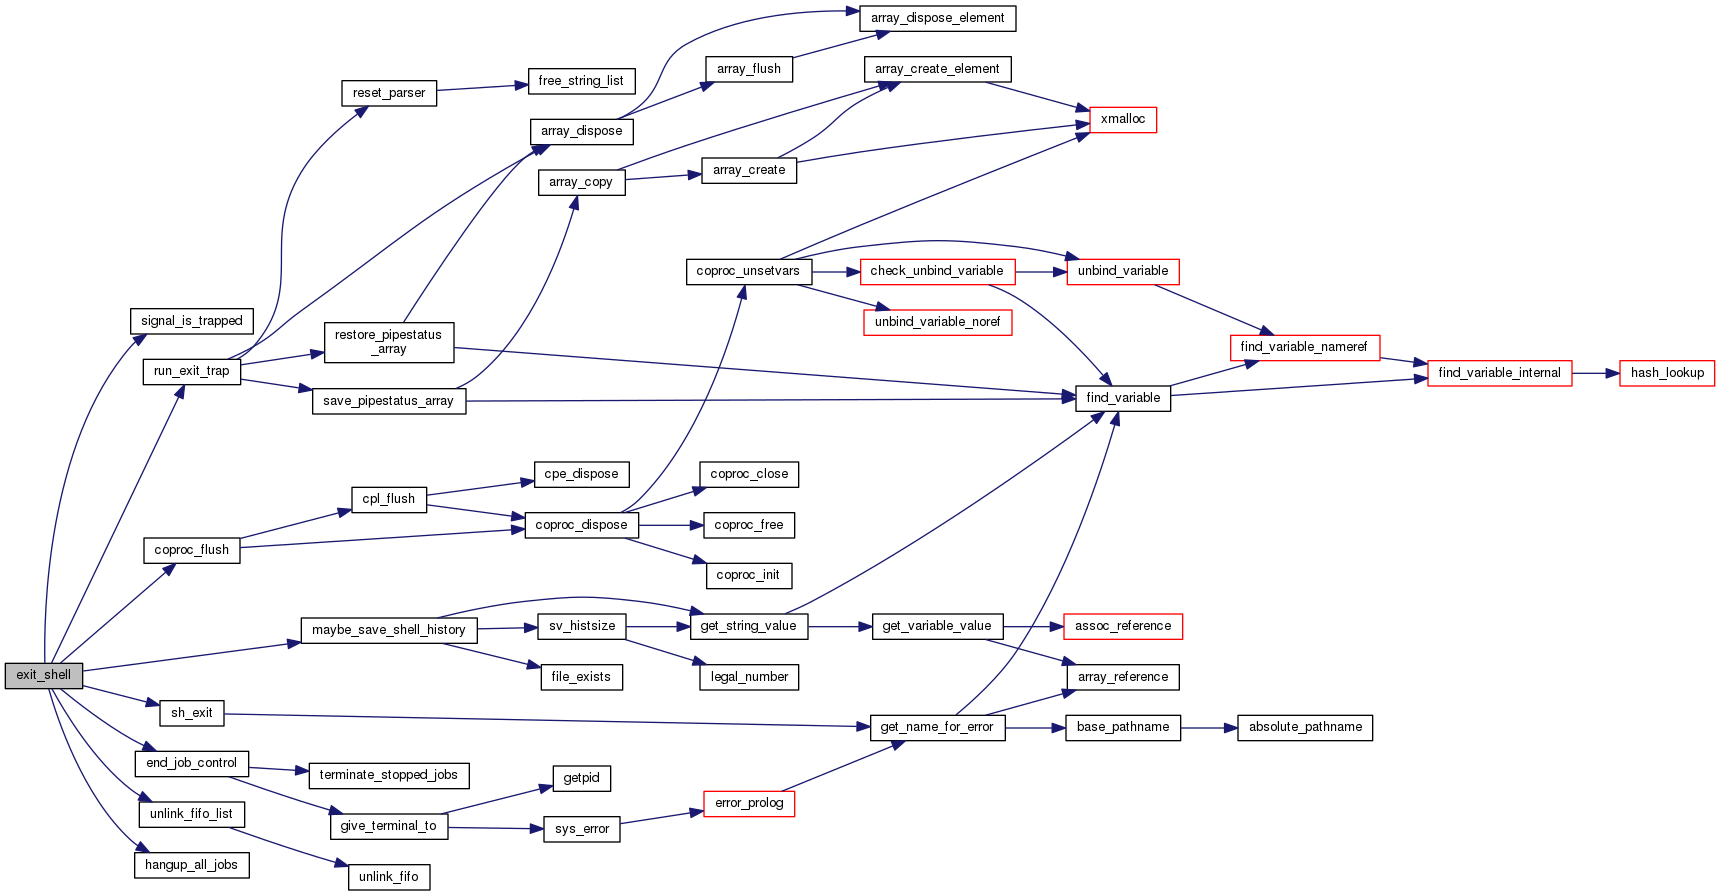 array_dispose_element
array_flush
array_create_element
free_string_list
reset_parser
xmalloc
array_dispose
array_create
array_copy
coproc_unsetvars
check_unbind_variable
unbind_variable
signal_is_trapped
unbind_variable_noref
restore_pipestatus
_array
find_variable_nameref
run_exit_trap
find_variable_internal
hash_lookup
save_pipestatus_array
find_variable
cpe_dispose
coproc_close
cpl_flush
coproc_dispose
coproc_free
coproc_flush
coproc_init
maybe_save_shell_history
sv_histsize
get_string_value
get_variable_value
assoc_reference
exit_shell
file_exists
legal_number
array_reference
sh_exit
get_name_for_error
base_pathname
absolute_pathname
end_job_control
terminate_stopped_jobs
getpid
error_prolog
unlink_fifo_list
give_terminal_to
sys_error
hangup_all_jobs
unlink_fifo